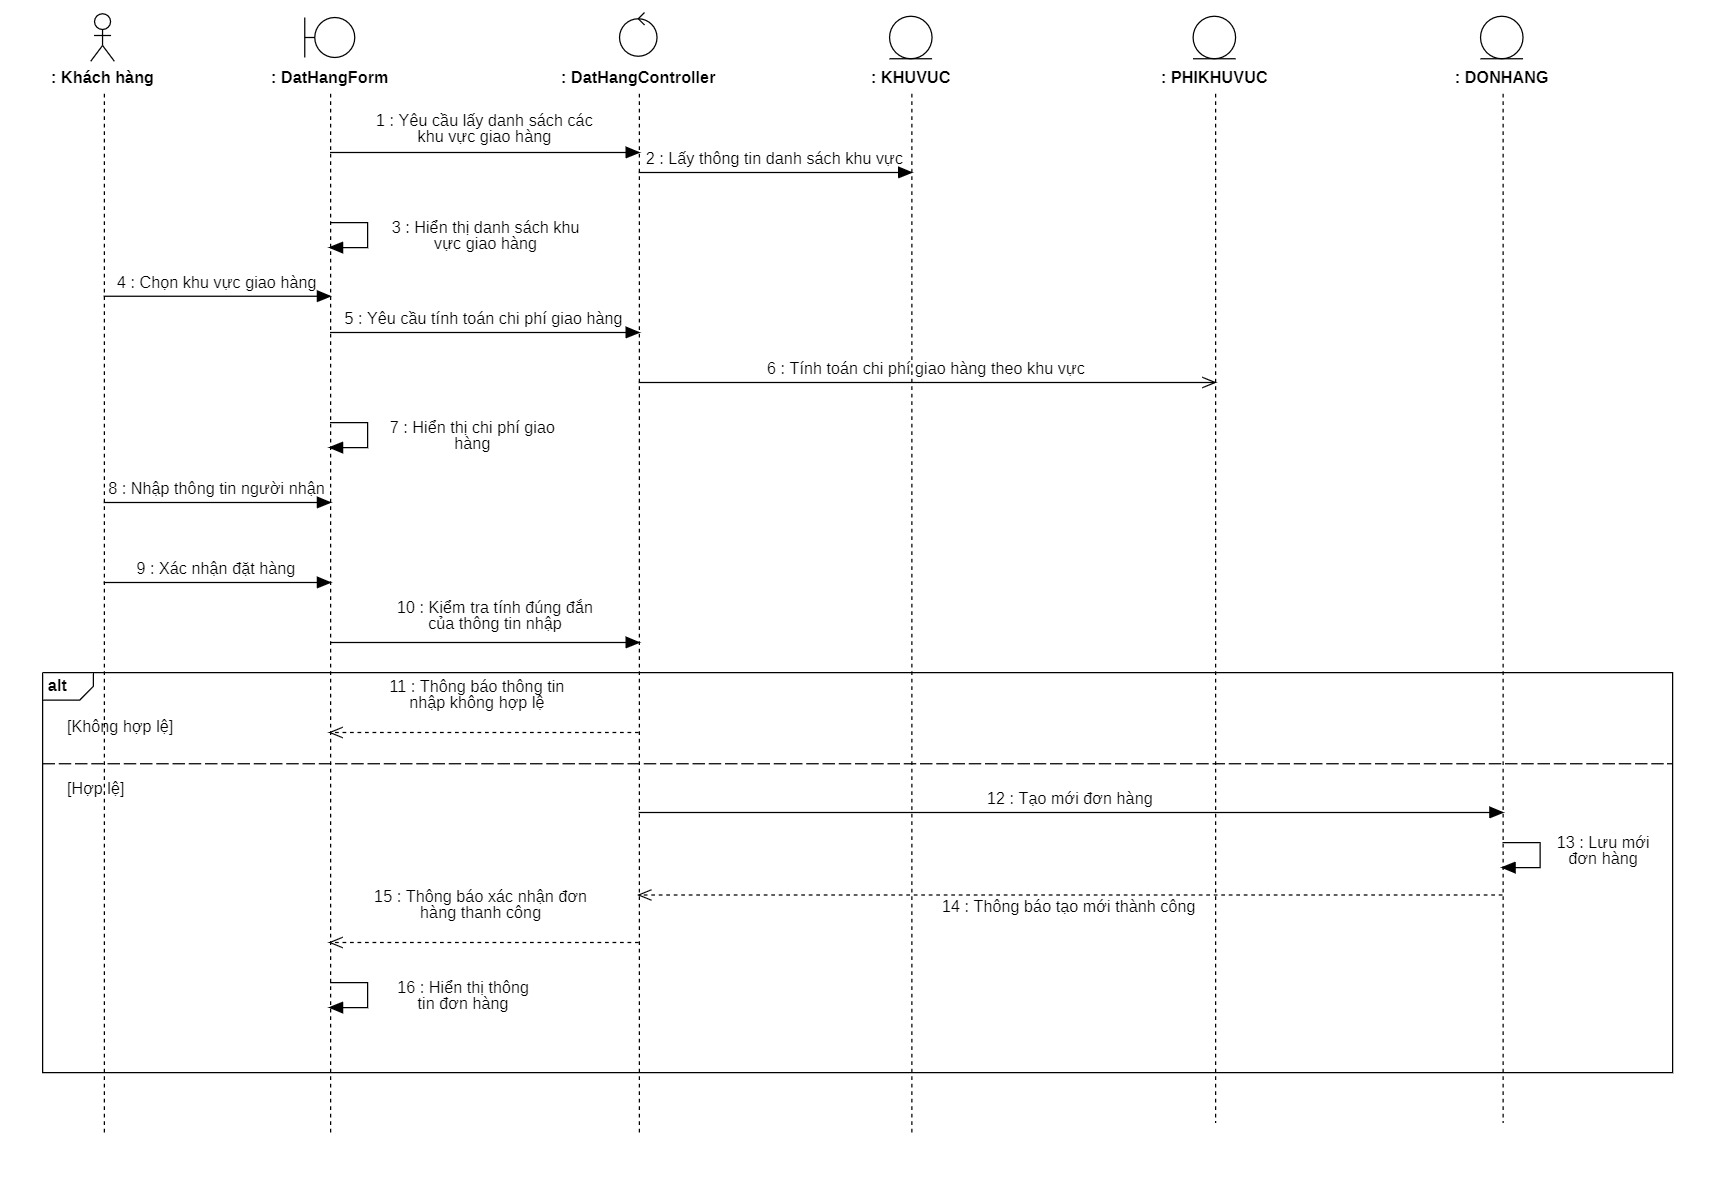 : Khách hàng
: DatHangForm
: DatHangController
: KHUVUC
: PHIKHUVUC
: DONHANG
1 : Yêu cầu lấy danh sách các
khu vực giao hàng
2 : Lấy thông tin danh sách khu vực
3 : Hiển thị danh sách khu
vực giao hàng
4 : Chọn khu vực giao hàng
5 : Yêu cầu tính toán chi phí giao hàng
6 : Tính toán chi phí giao hàng theo khu vực
7 : Hiển thị chi phí giao
hàng
8 : Nhập thông tin người nhận
9 : Xác nhận đặt hàng
10 : Kiểm tra tính đúng đắn
của thông tin nhập
alt
11 : Thông báo thông tin
nhập không hợp lệ
[Không hợp lệ]
[Hợp lệ]
12 : Tạo mới đơn hàng
13 : Lưu mới
đơn hàng
14 : Thông báo tạo mới thành công
15 : Thông báo xác nhận đơn
hàng thanh công
16 : Hiển thị thông
tin đơn hàng